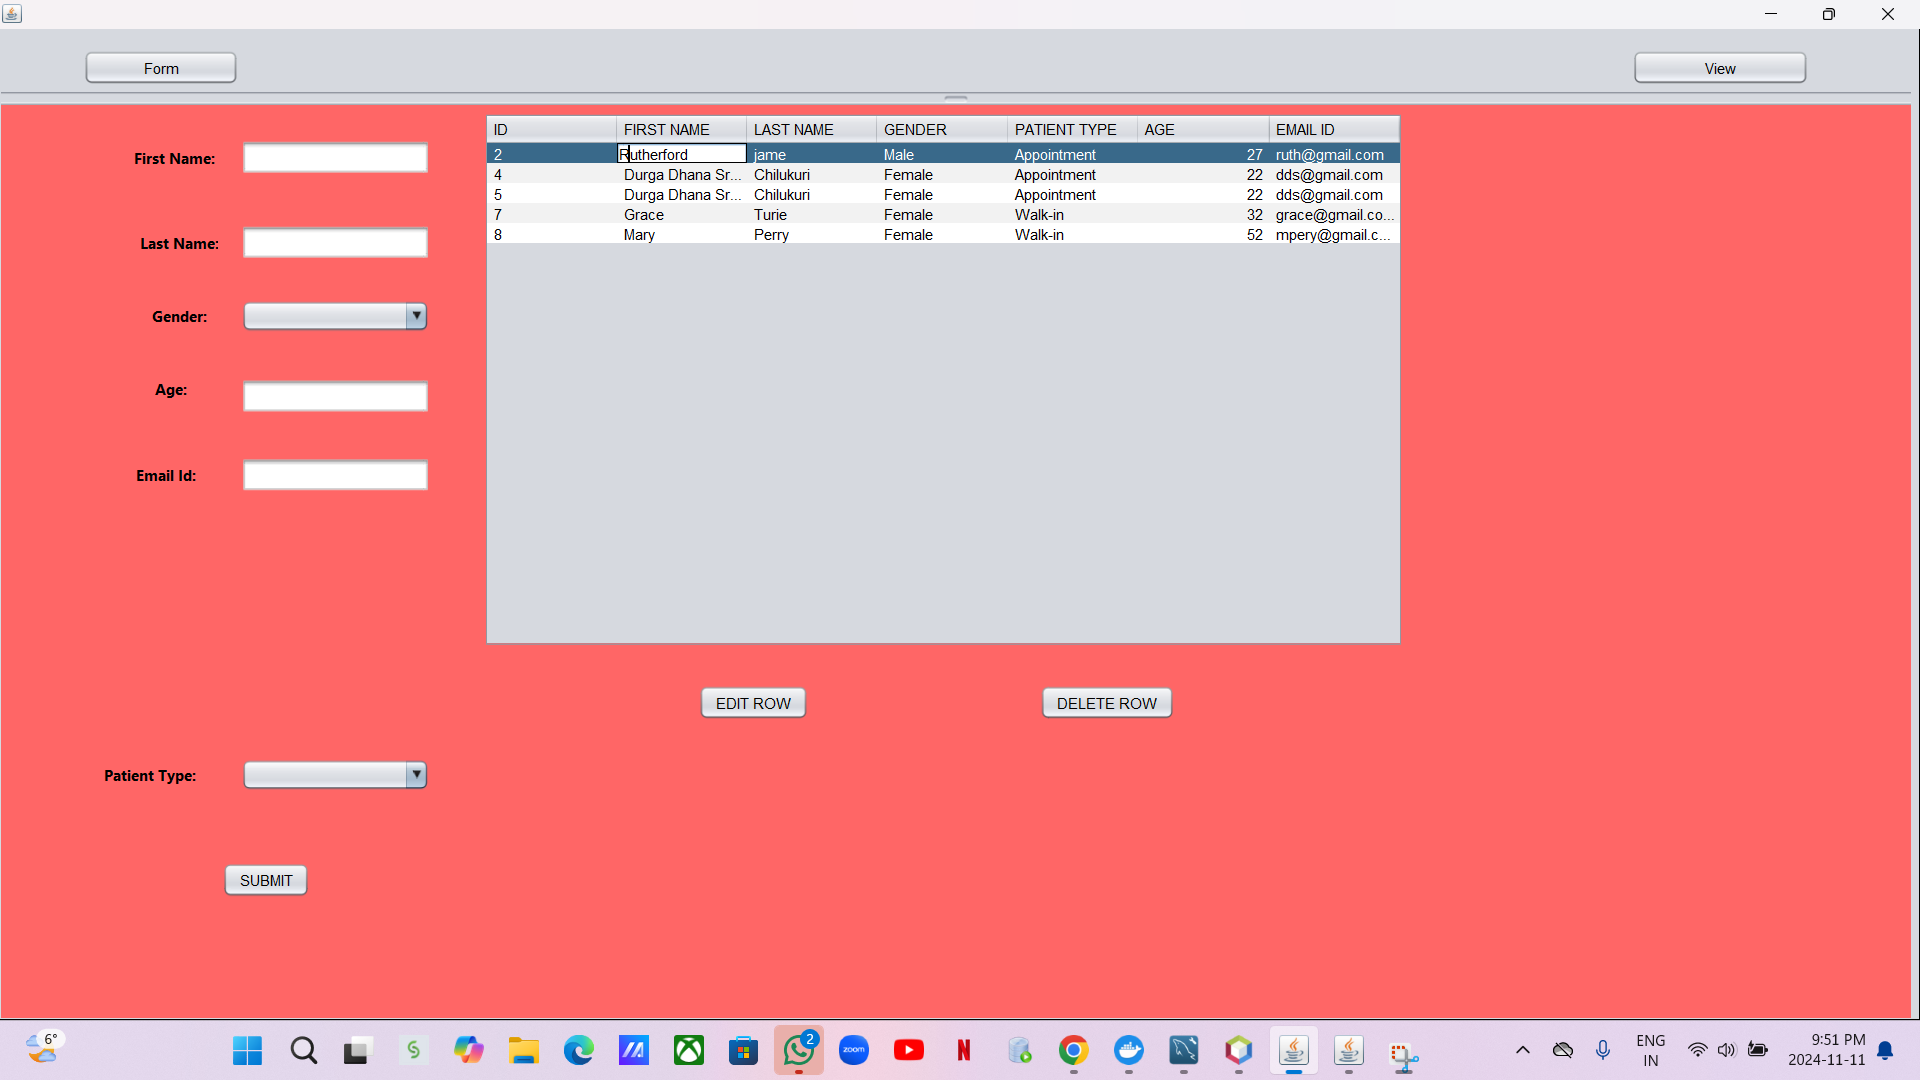 Form
View
First Name:
Last Name:
Gender:
Age:
Email Id:
Patient Type:
SUBMIT
ID FIRST NAME LAST NAME GENDER PATIENT TYPE AGE EMAIL ID
2 Rutherford jame Male Appointment 27 ruth@gmail.com
4 Durga Dhana Sr... Chilukuri Female Appointment 22 dds@gmail.com
5 Durga Dhana Sr... Chilukuri Female Appointment 22 dds@gmail.com
7 Grace Turie Female Walk-in 32 grace@gmail.co...
8 Mary Perry Female Walk-in 52 mpery@gmail.c...
EDIT ROW
DELETE ROW
6°
S
2
zoom
N
ENG
IN
9:51 PM
2024-11-11